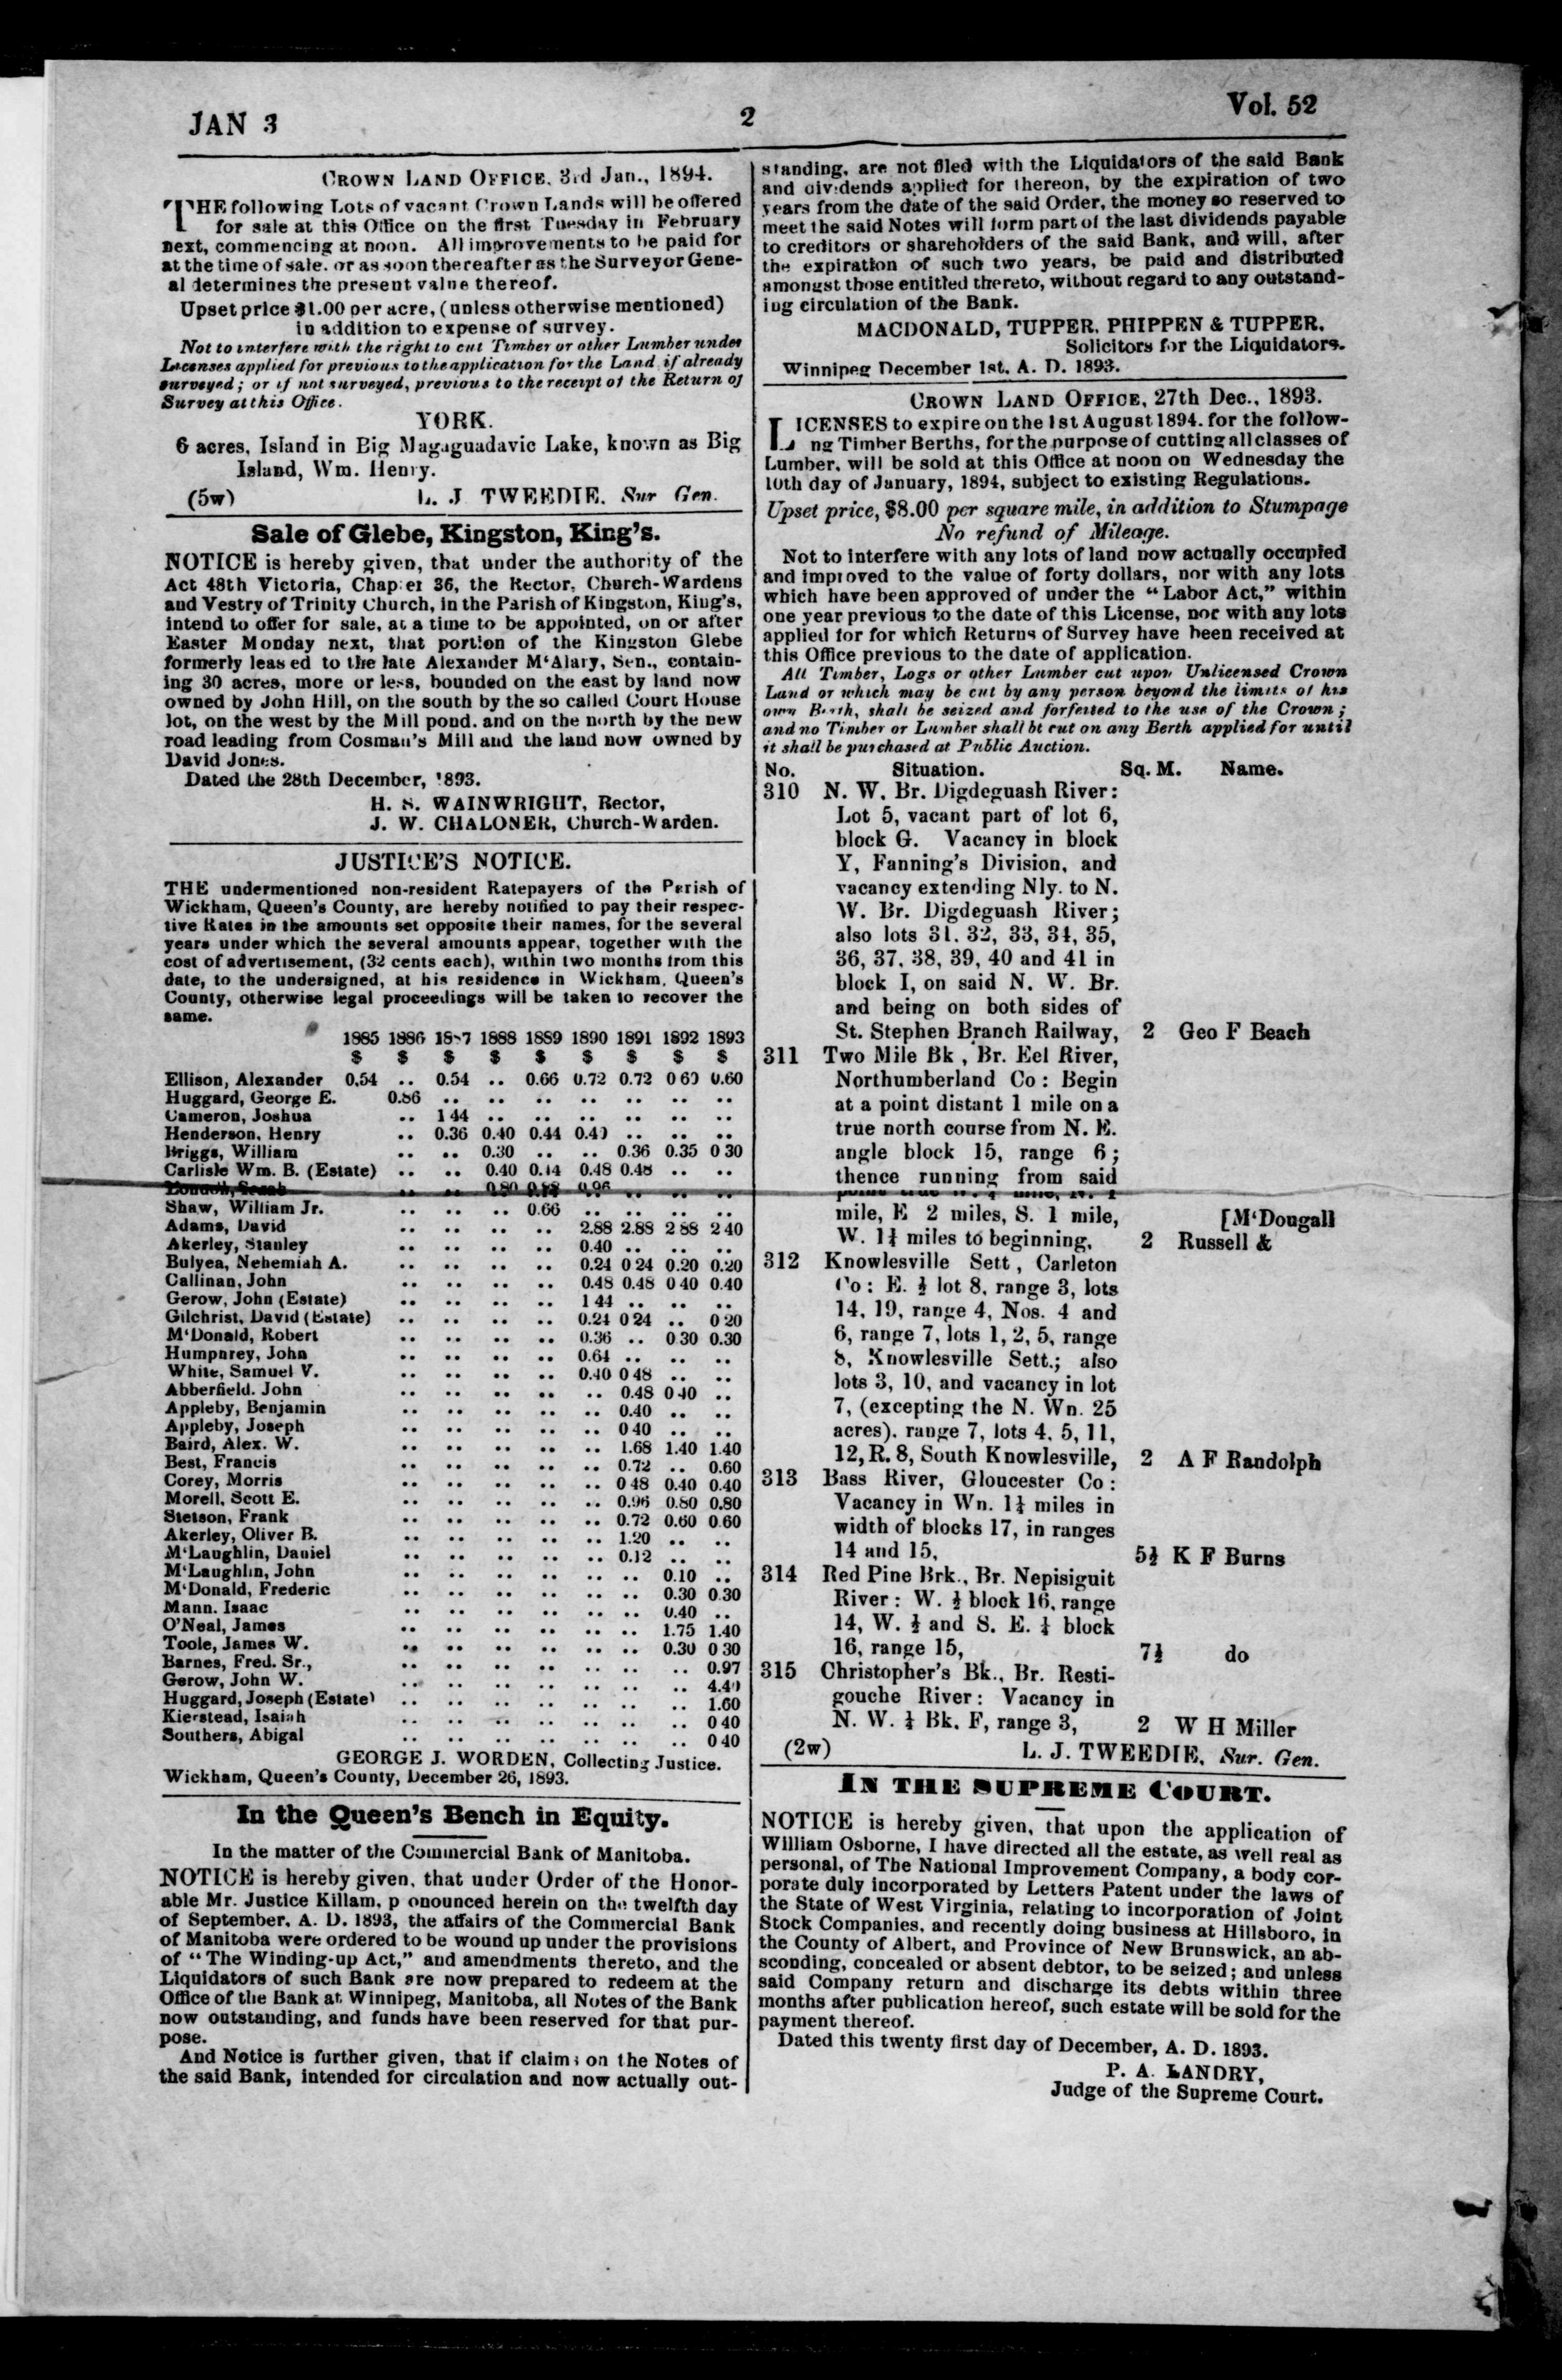 JAN 3
2
Vol. 52
CROWN LAND OFFICE, 3rd Jan., 1894.
THE following Lots of vacant Crown Lands will be offered
for sale at this Office on the first Tuesday in February
next, commencing at noon. All improvements to be paid for
at the time of sale, or as soon thereafter as the Surveyor Gene-
al determines the present value thereof.
Upset price $1.00 per acre, (unless otherwise mentioned)
in addition to expense of survey.
Not to interfere with the right to cut Timber or other Lumber under
Licenses applied for previous to the application for the Land if already
surveyed; or if not surveyed, previous to the receipt of the Return of
Survey at this Office.
YORK.
6 acres, Island in Big Magaguadavic Lake, known as Big
Island, Wm. Henry.
(5w) L. J TWEEDIE. Sur Gen.
Sale of Glebe, Kingston, King's.
NOTICE is hereby given, that under the authority of the
Act 48th Victoria, Chapter 36, the Rector, Church-Wardens
and Vestry of Trinity Church, in the Parish of Kingston, King's,
intend to offer for sale, at a time to be appointed, on or after
Easter Monday next, that portion of the Kingston Glebe
formerly leased to the late Alexander M'Alary, Sen., contain-
ing 30 acres, more or less, bounded on the east by land now
owned by John Hill, on the south by the so called Court House
lot, on the west by the Mill pond, and on the north by the new
road leading from Cosman's Mill and the land now owned by
David Jones.
Dated the 28th December, 1893.
H. S. WAINWRIGHT, Rector,
J. W. CHALONER, Church-Warden.
JUSTICE'S NOTICE.
THE undermentioned non-resident Ratepayers of the Parish of
Wickham, Queen's County, are hereby notified to pay their respec-
tive Rates in the amounts set opposite their names, for the several
years under which the several amounts appear, together with the
cost of advertisement, (32 cents each), within two months from this
date, to the undersigned, at his residence in Wickham, Queen's
County, otherwise legal proceedings will be taken to recover the
same.
1885 1886 1887 1888 1889 1890 1891 1892 1893
$ $ $ $ $ $ $ $ $
Ellison, Alexander 0.54 .. 0.54 .. 0.66 0.72 0.72 0 60 0.60
Huggard, George E. 0.86 .. .. .. .. .. .. ..
Cameron, Joshua .. 1 44 .. .. .. .. .. ..
Henderson, Henry .. 0.36 0.40 0.44 0.40 .. .. ..
Briggs, William .. .. 0.30 .. .. 0.36 0.35 0 30
Carlisle Wm. B. (Estate) .. .. 0.40 0.44 0.48 0.48 .. ..
.. .. 0.80 0.88 0.96 .. .. ..
Shaw, William Jr. .. .. .. 0.66 .. .. .. ..
Adams, David .. .. .. .. 2.88 2.88 2 88 2 40
Akerley, Stanley .. .. .. .. 0.40 .. .. ..
Bulyea, Nehemiah A. .. .. .. .. 0.24 0 24 0.20 0.20
Callinan, John .. .. .. .. 0.48 0.48 0 40 0.40
Gerow, John (Estate) .. .. .. .. 1 44 .. .. ..
Gilchrist, David (Estate) .. .. .. .. 0.24 0 24 .. 0 20
M'Donald, Robert .. .. .. .. 0.36 .. 0 30 0.30
Humphrey, John .. .. .. .. 0.64 .. .. ..
White, Samuel V. .. .. .. .. 0.40 0 48 .. ..
Abberfield. John .. .. .. .. .. 0.48 0 40 ..
Appleby, Benjamin .. .. .. .. .. 0.40 .. ..
Appleby, Joseph .. .. .. .. .. 0 40 .. ..
Baird, Alex. W. .. .. .. .. .. 1.68 1.40 1.40
Best, Francis .. .. .. .. .. 0.72 .. 0.60
Corey, Morris .. .. .. .. .. 0 48 0.40 0.40
Morell, Scott E. .. .. .. .. .. 0.96 0.80 0.80
Stetson, Frank .. .. .. .. .. 0.72 0.60 0 60
Akerley, Oliver B. .. .. .. .. .. 1.20 .. ..
M'Laughlin, Daniel .. .. .. .. .. 0.12 .. ..
M'Laughlin, John .. .. .. .. .. .. 0.10 ..
M'Donald, Frederic .. .. .. .. .. .. 0.30 0.30
Mann. Isaac .. .. .. .. .. .. 0.40 ..
O'Neal, James .. .. .. .. .. .. 1.75 1.40
Toole, James W. .. .. .. .. .. .. 0.30 0 30
Barnes, Fred. Sr., .. .. .. .. .. .. .. 0.97
Gerow, John W. .. .. .. .. .. .. .. 4.40
Huggard, Joseph (Estate) .. .. .. .. .. .. .. 1.60
Kierstead, Isaiah .. .. .. .. .. .. .. 0 40
Southers, Abigal .. .. .. .. .. .. .. 0 40
GEORGE J. WORDEN, Collecting Justice.
Wickham, Queen's County, December 26, 1893.
In the Queen's Bench in Equity.
In the matter of the Commercial Bank of Manitoba.
NOTICE is hereby given, that under Order of the Honor-
able Mr. Justice Killam, p onounced herein on the twelfth day
of September, A. D. 1893, the affairs of the Commercial Bank
of Manitoba were ordered to be wound up under the provisions
of "The Winding-up Act," and amendments thereto, and the
Liquidators of such Bank are now prepared to redeem at the
Office of the Bank at Winnipeg, Manitoba, all Notes of the Bank
now outstanding, and funds have been reserved for that pur-
pose.
And Notice is further given, that if claims on the Notes of
the said Bank, intended for circulation and now actually out-
standing, are not filed with the Liquidators of the said Bank
and dividends applied for thereon, by the expiration of two
years from the date of the said Order, the money so reserved to
meet the said Notes will form part of the last dividends payable
to creditors or shareholders of the said Bank, and will, after
the expiration of such two years, be paid and distributed
amongst those entitled thereto, without regard to any outstand-
ing circulation of the Bank.
MACDONALD, TUPPER, PHIPPEN & TUPPER,
Solicitors for the Liquidators.
Winnipeg December 1st, A. D. 1893.
CROWN LAND OFFICE, 27th Dec., 1893.
LICENSES to expire on the 1st August 1894, for the follow-
ng Timber Berths, for the purpose of cutting all classes of
Lumber, will be sold at this Office at noon on Wednesday the
10th day of January, 1894, subject to existing Regulations.
Upset price, $8.00 per square mile, in addition to Stumpage
No refund of Mileage.
Not to interfere with any lots of land now actually occupied
and improved to the value of forty dollars, nor with any lots
which have been approved of under the "Labor Act," within
one year previous to the date of this License, nor with any lots
applied for for which Returns of Survey have been received at
this Office previous to the date of application.
All Timber, Logs or other Lumber cut upon Unlicensed Crown
Land or which may be cut by any person beyond the limits of his
own Berth, shall be seized and forfeited to the use of the Crown;
and no Timber or Lumber shall be cut on any Berth applied for until
it shall be purchased at Public Auction.
No. Situation. Sq. M. Name.
310 N. W. Br. Digdeguash River:
Lot 5, vacant part of lot 6,
block G. Vacancy in block
Y, Fanning's Division, and
vacancy extending Nly. to N.
W. Br. Digdeguash River;
also lots 31, 32, 33, 34, 35,
36, 37, 38, 39, 40 and 41 in
block I, on said N. W. Br.
and being on both sides of
St. Stephen Branch Railway, 2 Geo F Beach
311 Two Mile Bk, Br. Eel River,
Northumberland Co: Begin
at a point distant 1 mile on a
true north course from N. E.
angle block 15, range 6;
thence running from said
mile, E 2 miles, S. 1 mile, [M'Dougall
W. 1¾ miles to beginning, 2 Russell &
312 Knowlesville Sett, Carleton
Co: E. ½ lot 8, range 3, lots
14, 19, range 4, Nos. 4 and
6, range 7, lots 1, 2, 5, range
8, Knowlesville Sett.; also
lots 3, 10, and vacancy in lot
7, (excepting the N. Wn. 25
acres). range 7, lots 4, 5, 11,
12, R. 8, South Knowlesville, 2 A F Randolph
313 Bass River, Gloucester Co:
Vacancy in Wn. 1¼ miles in
width of blocks 17, in ranges
14 and 15, 5½ K F Burns
314 Red Pine Brk., Br. Nepisiguit
River: W. ½ block 16, range
14, W. ½ and S. E. ¼ block
16, range 15, 7½ do
315 Christopher's Bk., Br. Resti-
gouche River: Vacancy in
N. W. ¼ Bk. F, range 3, 2 W H Miller
(2w) L. J. TWEEDIE, Sur. Gen.
IN THE SUPREME COURT.
NOTICE is hereby given, that upon the application of
William Osborne, I have directed all the estate, as well real as
personal, of The National Improvement Company, a body cor-
porate duly incorporated by Letters Patent under the laws of
the State of West Virginia, relating to incorporation of Joint
Stock Companies, and recently doing business at Hillsboro, in
the County of Albert, and Province of New Brunswick, an ab-
sconding, concealed or absent debtor, to be seized; and unless
said Company return and discharge its debts within three
months after publication hereof, such estate will be sold for the
payment thereof.
Dated this twenty first day of December, A. D. 1893.
P. A. LANDRY,
Judge of the Supreme Court.